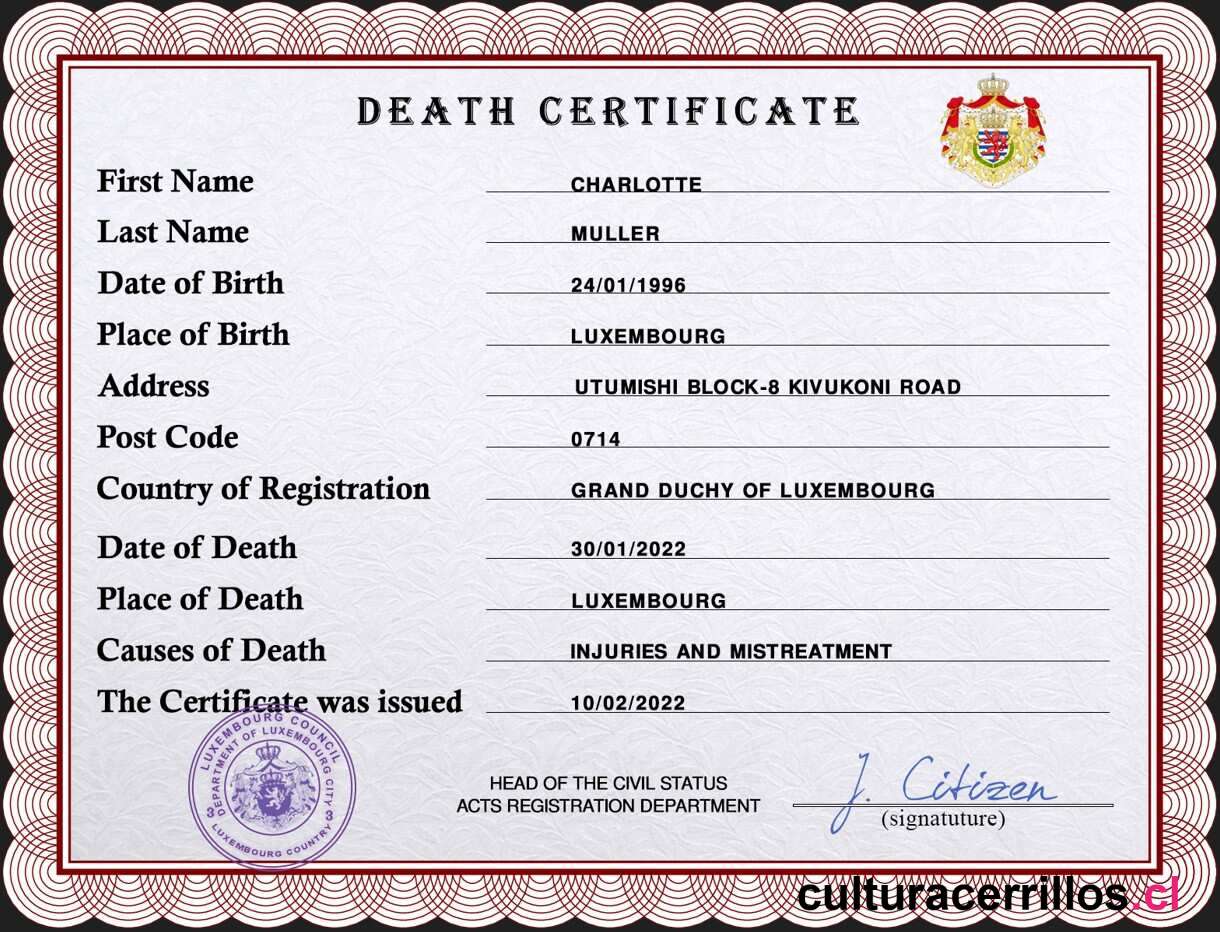 DEATH CERTIFICATE
First Name CHARLOTTE
Last Name MULLER
Date of Birth 24/01/1996
Place of Birth LUXEMBOURG
Address UTUMISHI BLOCK-8 KIVUKONI ROAD
Post Code 0714
Country of Registration GRAND DUCHY OF LUXEMBOURG
Date of Death 30/01/2022
Place of Death LUXEMBOURG
Causes of Death INJURIES AND MISTREATMENT
The Certificate was issued 10/02/2022
LUXEMBOURG COUNCIL
DEPARTMENT OF LUXEMBOURG CITY
3 3
LUXEMBOURG COUNTRY
HEAD OF THE CIVIL STATUS
ACTS REGISTRATION DEPARTMENT
J. Citizen
(signatuture)
culturacerrillos.cl